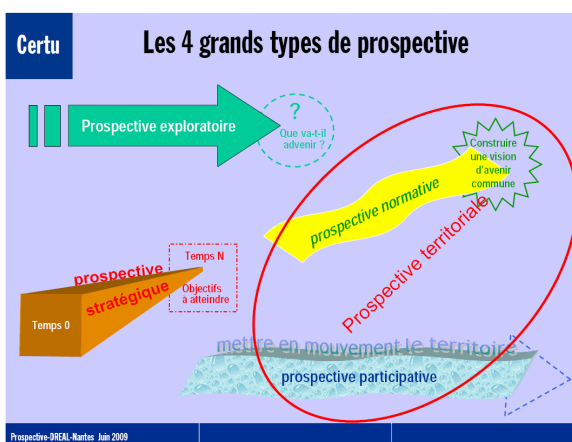 Certu
Les 4 grands types de prospective
Prospective exploratoire
?
Que va-t-il
advenir ?
Construire
une vision
d'avenir
commune
prospective normative
Prospective territoriale
prospective
stratégique
Temps N
Objectifs
à atteindre
Temps 0
mettre en mouvement le territoire
prospective participative
Prospective-DREAL-Nantes Juin 2009